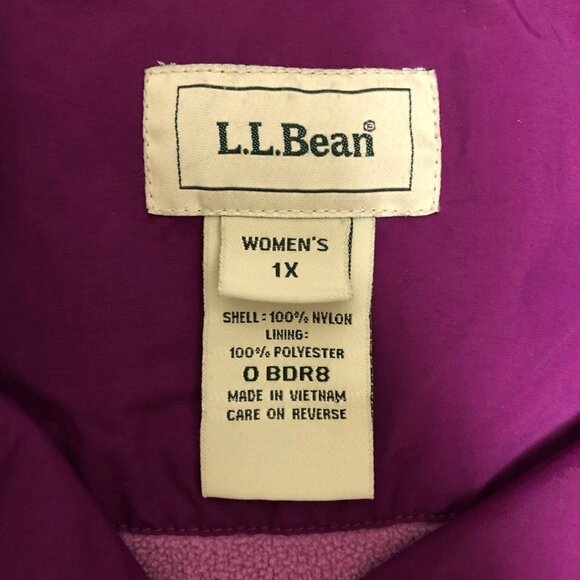 L.L.Bean®
WOMEN'S
1X
SHELL: 100% NYLON
LINING:
100% POLYESTER
0 BDR8
MADE IN VIETNAM
CARE ON REVERSE